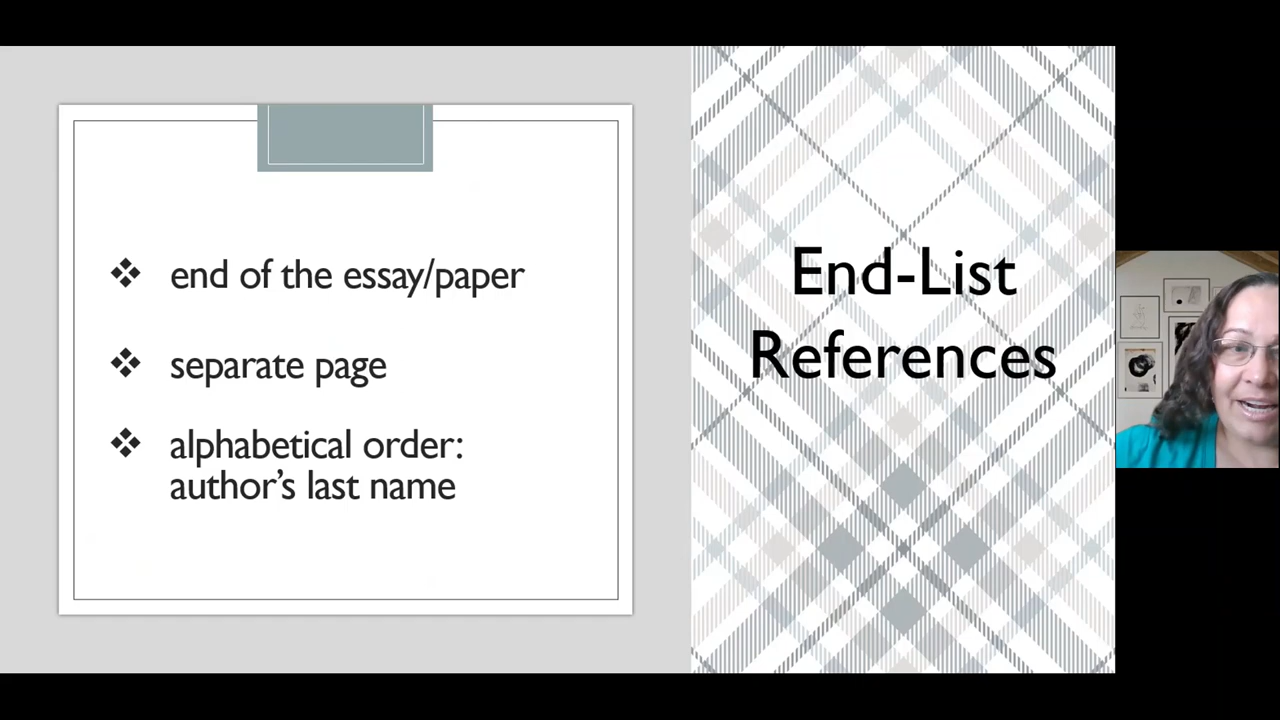 end of the essay/paper
separate page
alphabetical order:
author’s last name
End-List
References